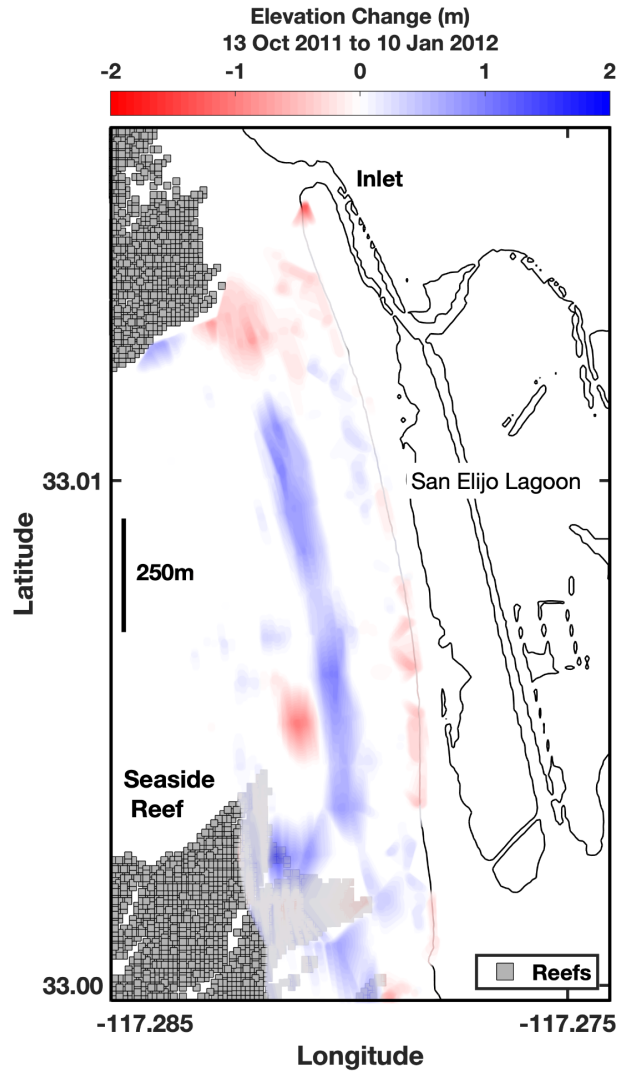 Elevation Change (m)
13 Oct 2011 to 10 Jan 2012
-2 -1 0 1 2
Inlet
33.01
San Elijo Lagoon
Latitude
250m
Seaside
Reef
Reefs
33.00
-117.285 -117.275
Longitude